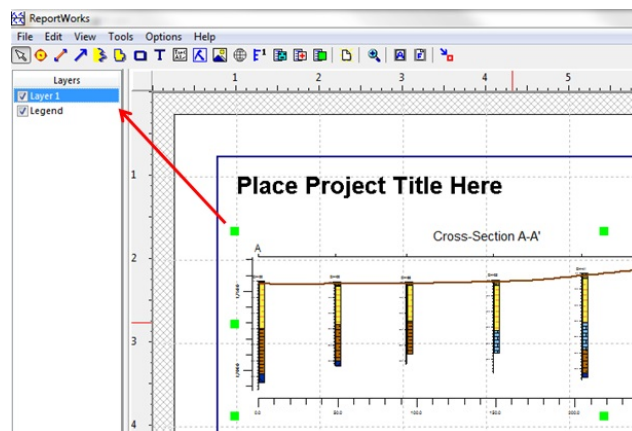 ReportWorks
File Edit View Tools Options Help
Layers
Layer 1
Legend
1 2 3 4 5
1
2
3
4
Place Project Title Here
Cross-Section A-A'
A
0.0 50.0 100.0 150.0 200.0